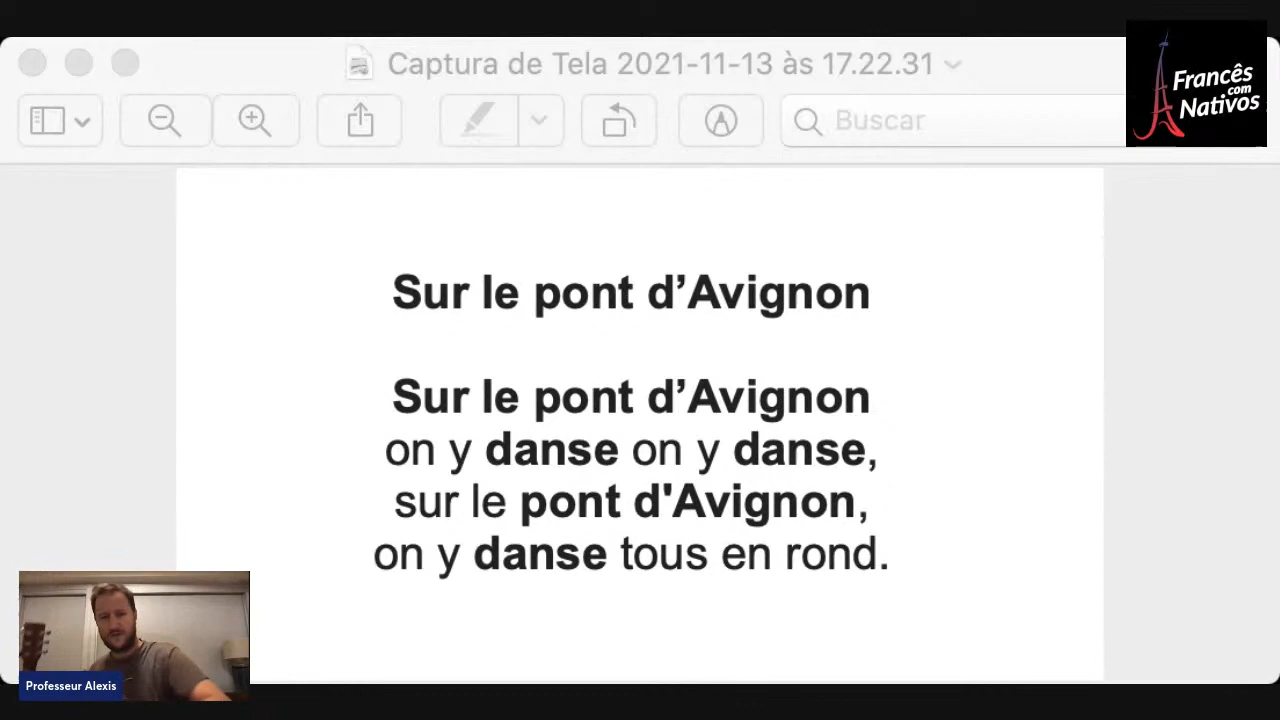 Captura de Tela 2021-11-13 às 17.22.31
Buscar
Francês
com
Nativos
Sur le pont d’Avignon
Sur le pont d’Avignon
on y danse on y danse,
sur le pont d'Avignon,
on y danse tous en rond.
Professeur Alexis